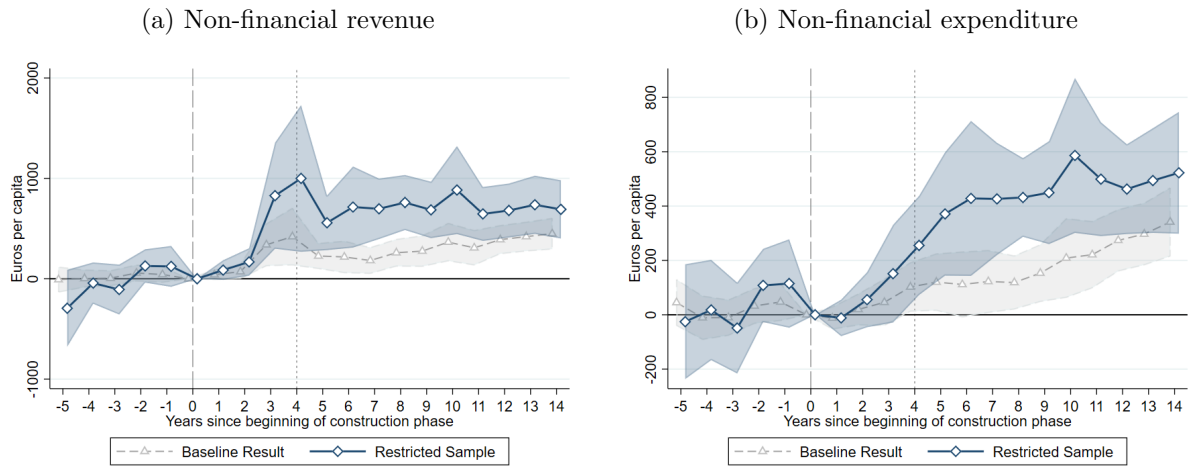 (a) Non-financial revenue
Euros per capita
2000
1000
0
-1000
-5 -4 -3 -2 -1 0 1 2 3 4 5 6 7 8 9 10 11 12 13 14
Years since beginning of construction phase
Baseline Result Restricted Sample
(b) Non-financial expenditure
Euros per capita
800
600
400
200
0
-200
-5 -4 -3 -2 -1 0 1 2 3 4 5 6 7 8 9 10 11 12 13 14
Years since beginning of construction phase
Baseline Result Restricted Sample